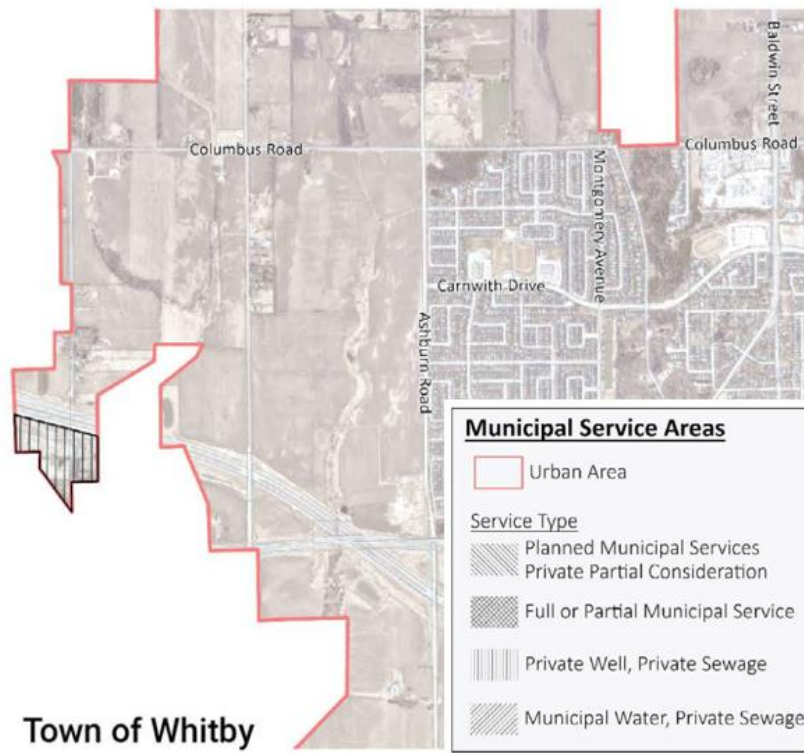 Baldwin Street
Columbus Road
Columbus Road
Montgomery Avenue
Carnwith Drive
Ashburn Road
Municipal Service Areas
Urban Area
Service Type
Planned Municipal Services
Private Partial Consideration
Full or Partial Municipal Service
Private Well, Private Sewage
Municipal Water, Private Sewage
Town of Whitby